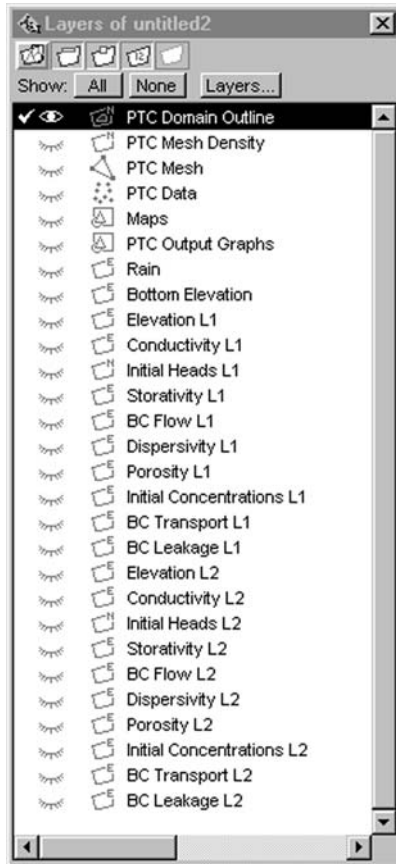 Layers of untitled2
Show: All None Layers...
PTC Domain Outline
PTC Mesh Density
PTC Mesh
PTC Data
Maps
PTC Output Graphs
Rain
Bottom Elevation
Elevation L1
Conductivity L1
Initial Heads L1
Storativity L1
BC Flow L1
Dispersivity L1
Porosity L1
Initial Concentrations L1
BC Transport L1
BC Leakage L1
Elevation L2
Conductivity L2
Initial Heads L2
Storativity L2
BC Flow L2
Dispersivity L2
Porosity L2
Initial Concentrations L2
BC Transport L2
BC Leakage L2